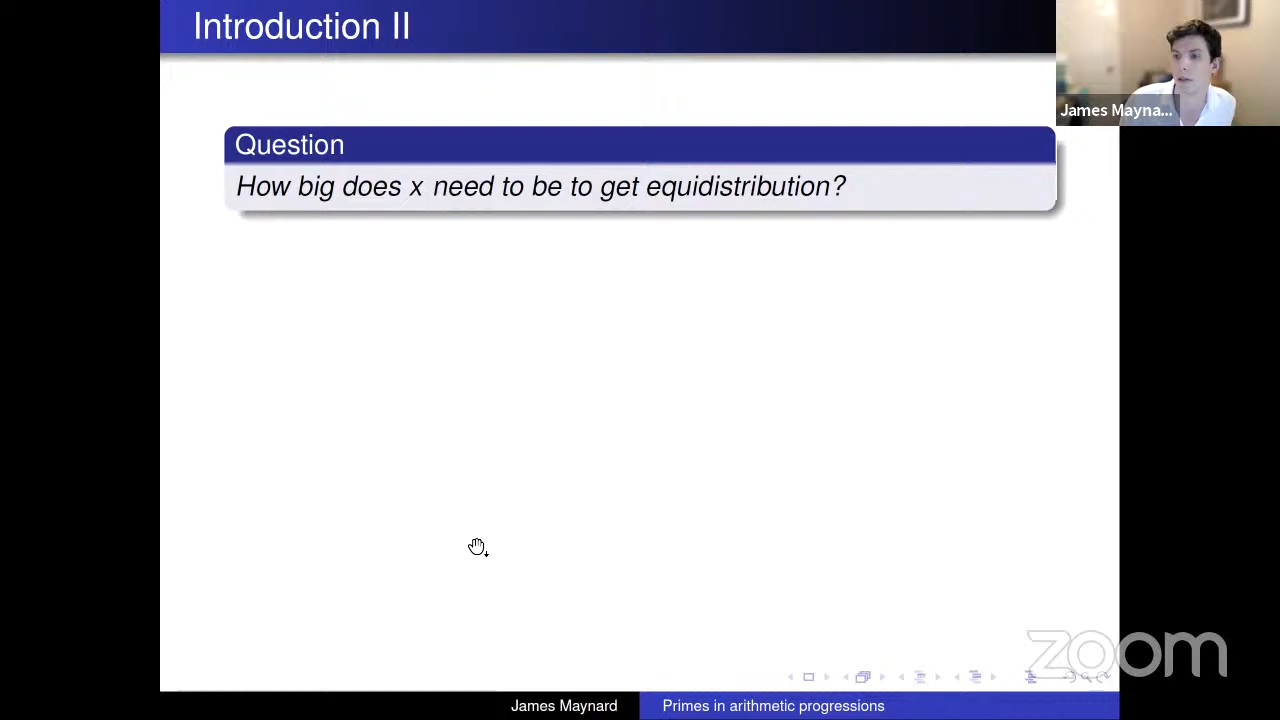 Introduction II
James Mayna...
Question
How big does x need to be to get equidistribution?
zoom
James Maynard
Primes in arithmetic progressions